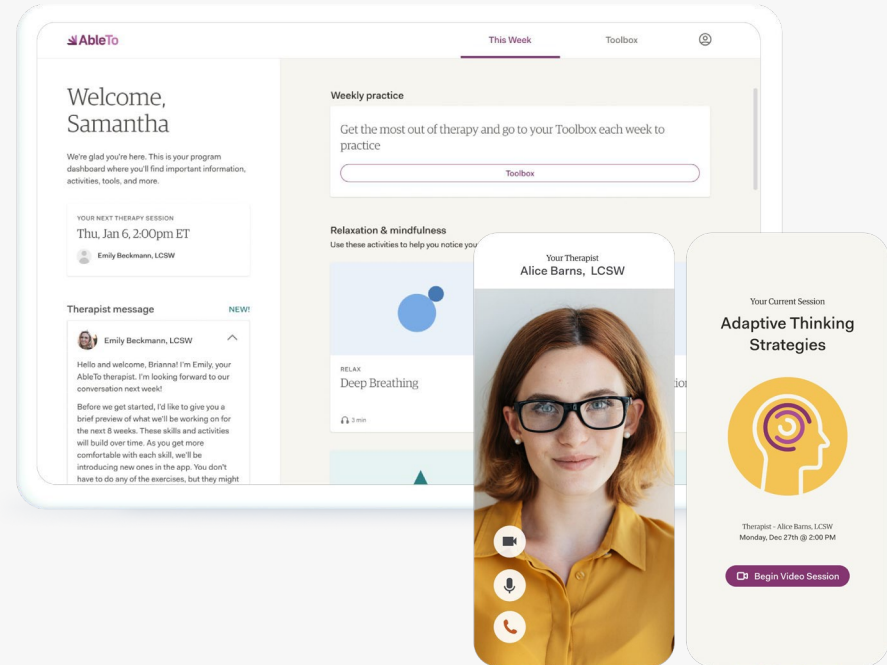 AbleTo
This Week
Toolbox
Welcome,
Samantha
We're glad you're here. This is your program
dashboard where you'll find important information,
activities, tools, and more.
YOUR NEXT THERAPY SESSION
Thu, Jan 6, 2:00pm ET
Emily Beckmann, LCSW
Therapist message
NEW!
Emily Beckmann, LCSW
Hello and welcome, Brianna! I'm Emily, your
AbleTo therapist. I'm looking forward to our
conversation next week!
Before we get started, I'd like to give you a
brief preview of what we'll be working on for
the next 8 weeks. These skills and activities
will build over time. As you get more
comfortable with each skill, we'll be
introducing new ones in the app. You don't
have to do any of the exercises, but they might
Weekly practice
Get the most out of therapy and go to your Toolbox each week to
practice
Toolbox
Relaxation & mindfulness
Use these activities to help you notice you
RELAX
Deep Breathing
3 min
Your Therapist
Alice Barns, LCSW
Your Current Session
Adaptive Thinking
Strategies
Therapist - Alice Barns, LCSW
Monday, Dec 27th @ 2:00 PM
Begin Video Session